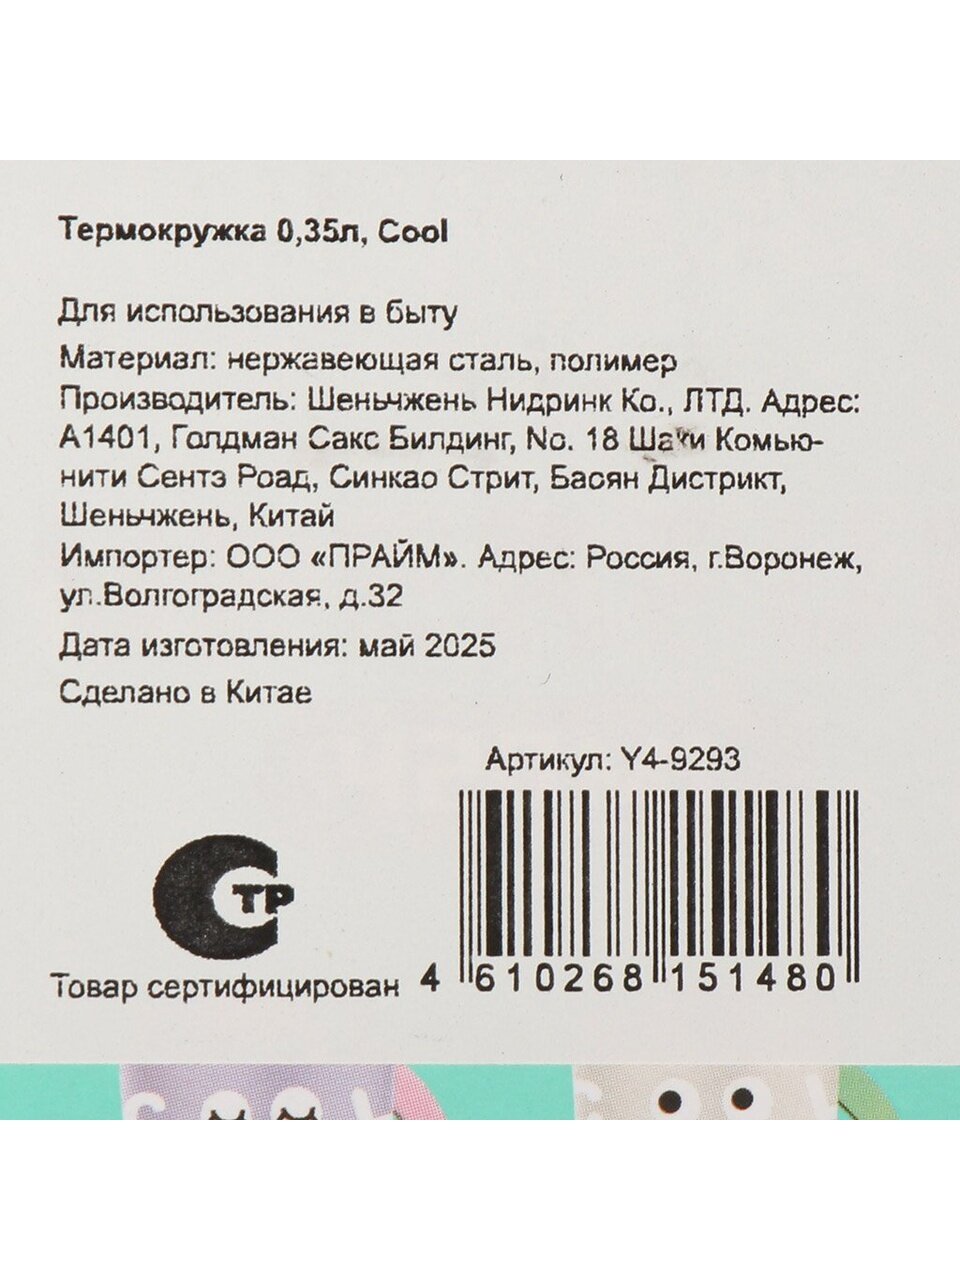 Термокружка 0,35л, Cool
Для использования в быту
Материал: нержавеющая сталь, полимер
Производитель: Шеньчжень Нидринк Ко., ЛТД. Адрес:
А1401, Голдман Сакс Билдинг, No. 18 Комью-
нити Сентэ Роад, Синкао Стрит, Баоян Дистрикт,
Шеньчжень, Китай
Импортер: ООО «ПРАЙМ». Адрес: Россия, г.Воронеж,
ул.Волгоградская, д.32
Дата изготовления: май 2025
Сделано в Китае
Артикул: Y4-9293
ТР
Товар сертифицирован
4 610268 151480